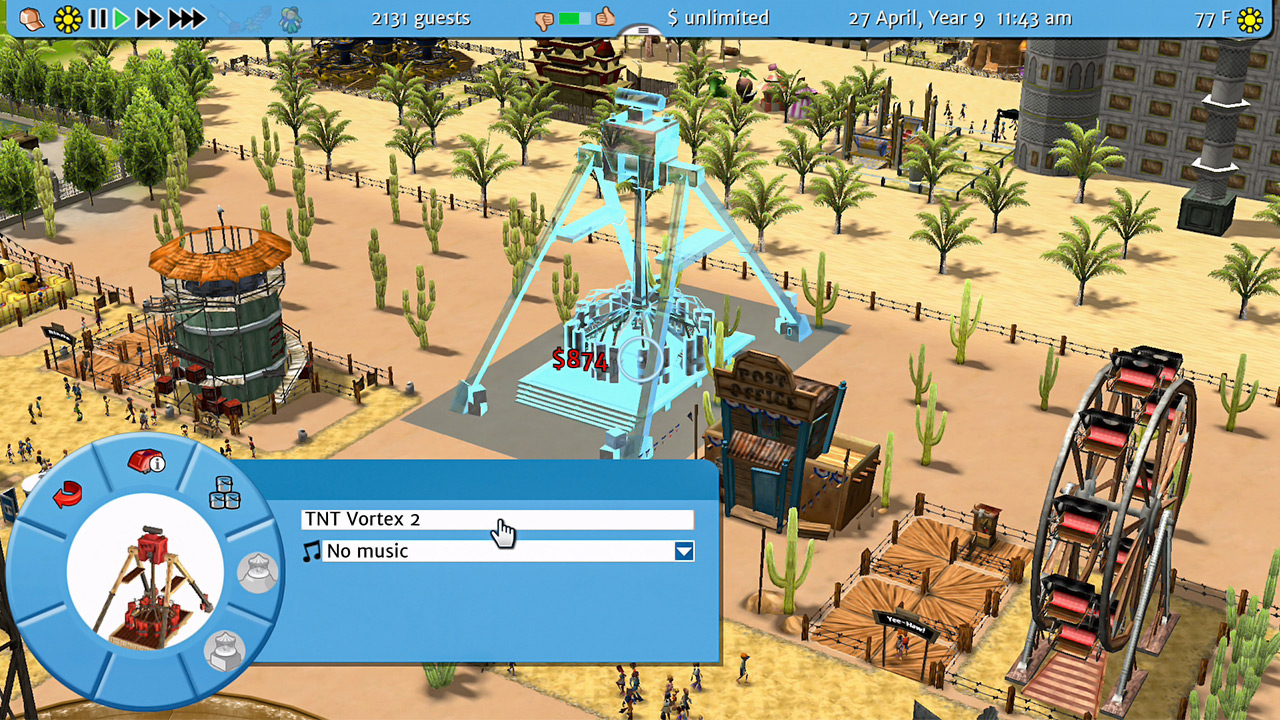 2131 guests
$ unlimited
27 April, Year 9 11:43 am
77 F
$874
POST
OFFICE
TNT Vortex 2
No music
Yee-Haw!